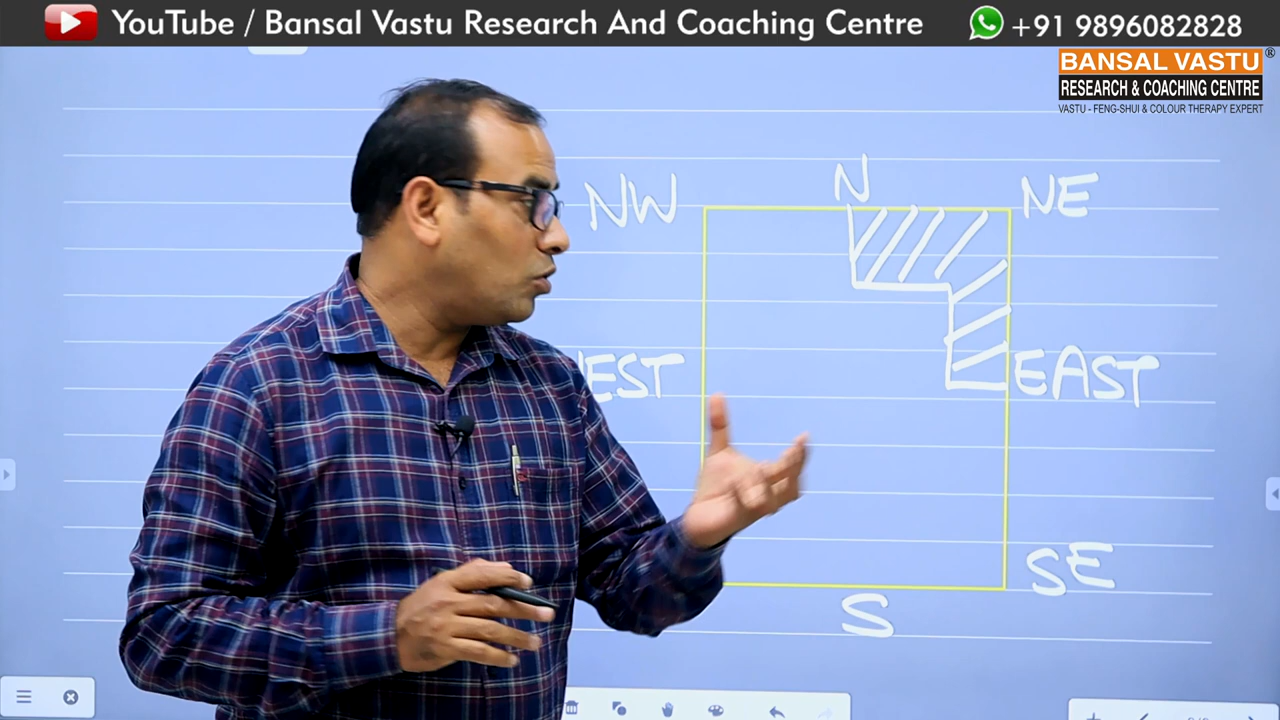 YouTube / Bansal Vastu Research And Coaching Centre
+91 9896082828
BANSAL VASTU®
RESEARCH & COACHING CENTRE
VASTU - FENG-SHUI & COLOUR THERAPY EXPERT
NW N NE
EST EAST
SE
S